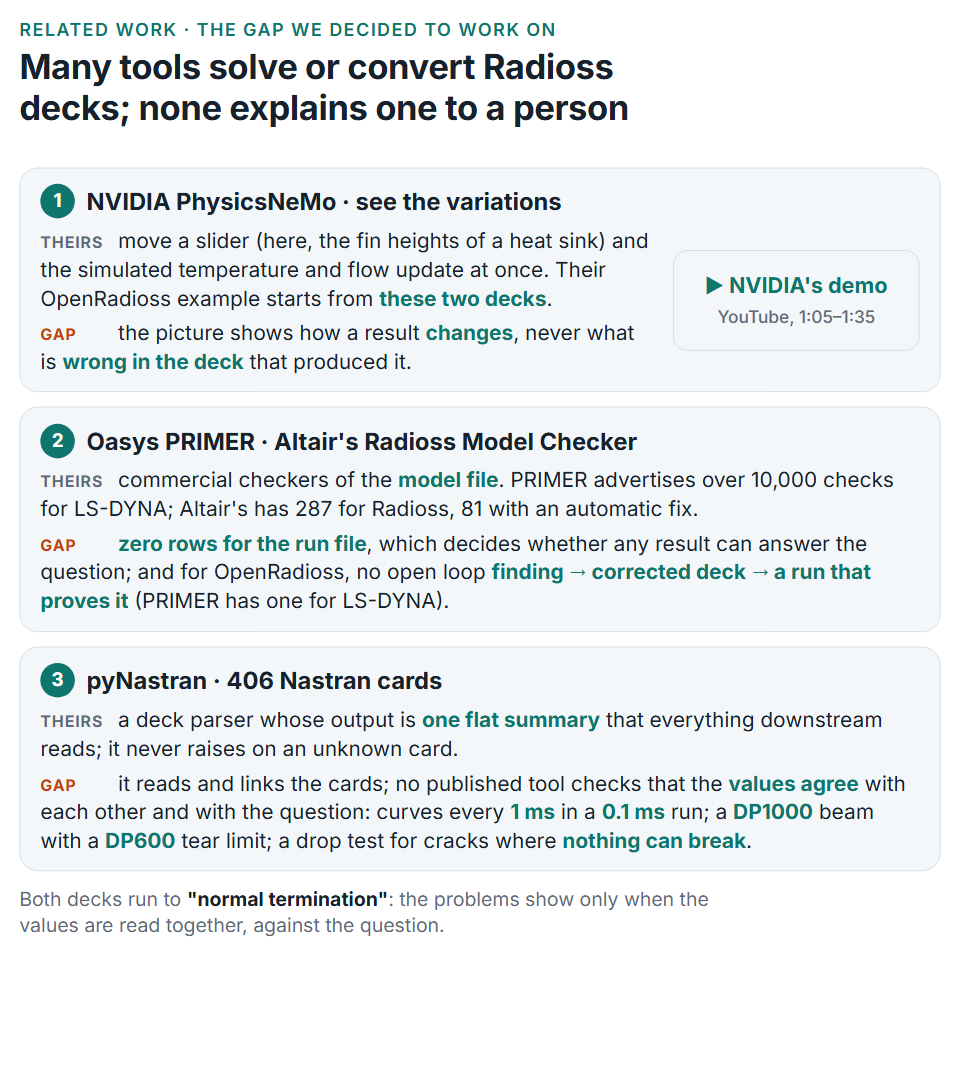 RELATED WORK · THE GAP WE DECIDED TO WORK ON
Many tools solve or convert Radioss
decks; none explains one to a person
1 NVIDIA PhysicsNeMo · see the variations
THEIRS move a slider (here, the fin heights of a heat sink) and
the simulated temperature and flow update at once. Their
OpenRadioss example starts from these two decks.
GAP the picture shows how a result changes, never what
is wrong in the deck that produced it.
▶ NVIDIA's demo
YouTube, 1:05–1:35
2 Oasys PRIMER · Altair's Radioss Model Checker
THEIRS commercial checkers of the model file. PRIMER advertises over 10,000 checks
for LS-DYNA; Altair's has 287 for Radioss, 81 with an automatic fix.
GAP zero rows for the run file, which decides whether any result can answer the
question; and for OpenRadioss, no open loop finding → corrected deck → a run that
proves it (PRIMER has one for LS-DYNA).
3 pyNastran · 406 Nastran cards
THEIRS a deck parser whose output is one flat summary that everything downstream
reads; it never raises on an unknown card.
GAP it reads and links the cards; no published tool checks that the values agree with
each other and with the question: curves every 1 ms in a 0.1 ms run; a DP1000 beam
with a DP600 tear limit; a drop test for cracks where nothing can break.
Both decks run to "normal termination": the problems show only when the
values are read together, against the question.